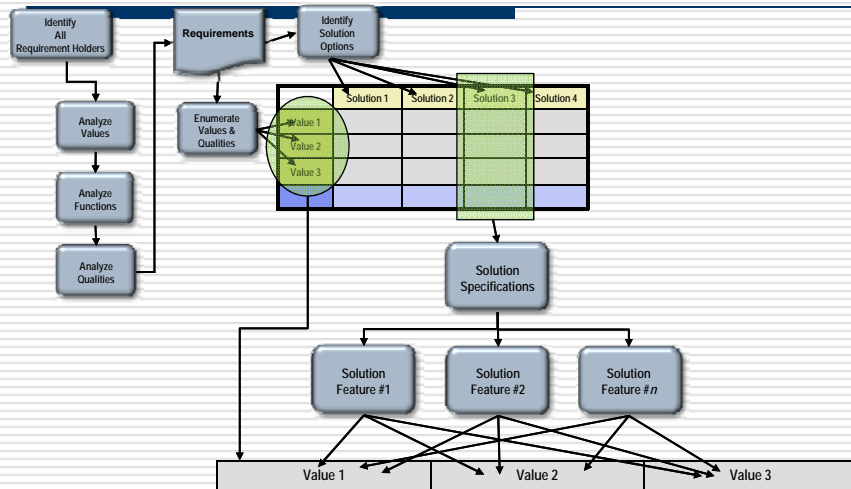 Identify
All
Requirement Holders
Requirements
Identify
Solution
Options
Analyze
Values
Enumerate
Values &
Qualities
Solution 1
Solution 2
Solution 3
Solution 4
Value 1
Value 2
Value 3
Analyze
Functions
Analyze
Qualities
Solution
Specifications
Solution
Feature #1
Solution
Feature #2
Solution
Feature #n
Value 1
Value 2
Value 3